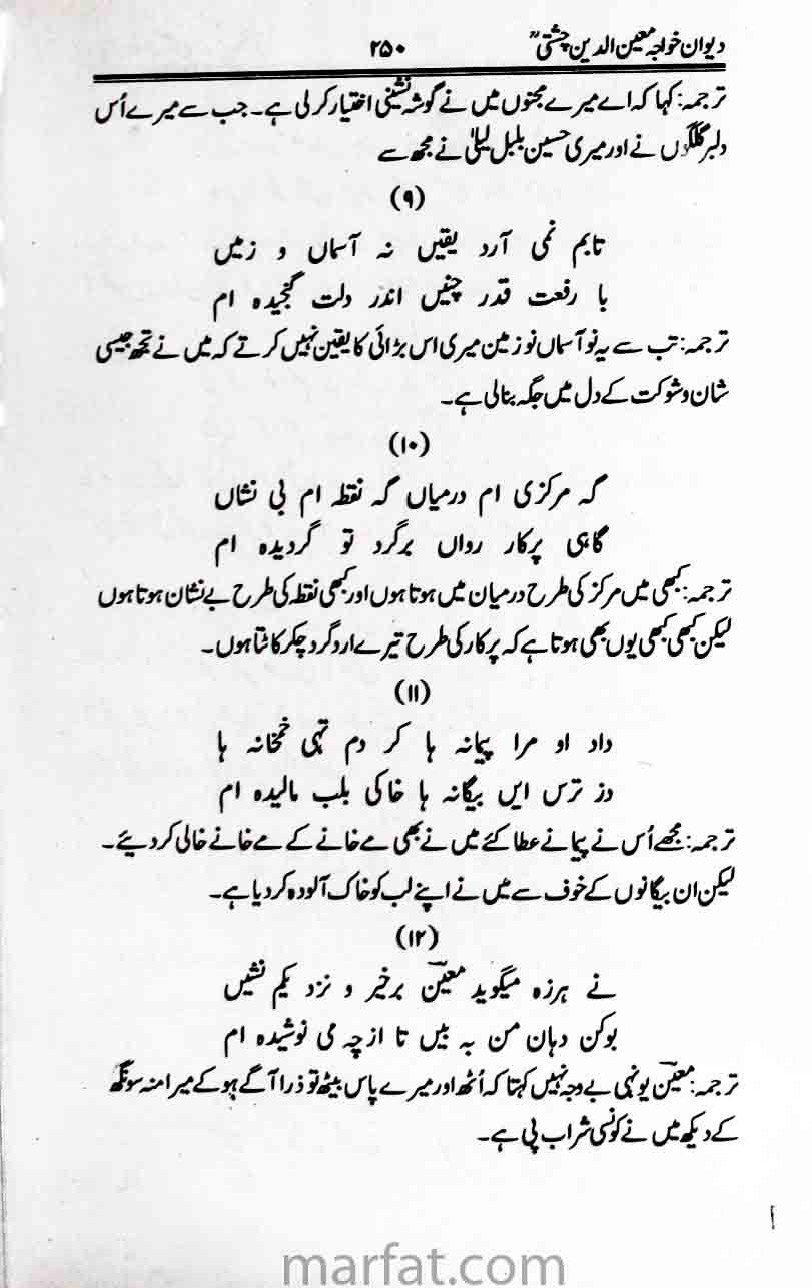 دیوان خواجہ معین الدین چشتیؒ ۲۵۰
ترجمہ: کہا کہ اے میرے مجنوں میں نے گوشہ نشینی اختیار کر لی ہے۔ جب سے میرے اُس
دلبر گلگوں نے اور میری حسین بلبل لیلیٰ نے مجھ سے
(۹)
تابم نمی آرد یقیں نہ آسماں و زمیں
با رفعت قدر چنیں اندر دلت گنجیدہ ام
ترجمہ: تب سے یہ نو آسماں نو زمین میری اس بڑائی کا یقین نہیں کرتے کہ میں نے تجھ جیسی
شان و شوکت کے دل میں جگہ بنا لی ہے۔
(۱۰)
گہ مرکزی ام درمیاں گہ نقطہ ام بی نشاں
گاہی پرکار رواں برگرد تو گردیدہ ام
ترجمہ: کبھی میں مرکز کی طرح درمیان میں ہوتا ہوں اور کبھی نقطہ کی طرح بے نشان ہوتا ہوں
لیکن کبھی کبھی یوں بھی ہوتا ہے کہ پرکار کی طرح تیرے ارد گرد چکر کاٹتا ہوں۔
(۱۱)
داد او مرا پیمانہ ہا کر دم تہی خمخانہ ہا
دز ترس ایں بیگانہ ہا خاکی بلب مالیدہ ام
ترجمہ: مجھے اُس نے پیمانے عطا کئے میں نے بھی مے خانے کے مے خانے خالی کر دیئے۔
لیکن ان بیگانوں کے خوف سے میں نے اپنے لب کو خاک آلودہ کر دیا ہے۔
(۱۲)
نے ہرزہ میگوید معینؔ برخیر و نزد یکم نشیں
بوکن دہان من بہ بیں تا از چہ می نوشیدہ ام
ترجمہ: معینؔ یونہی بے وجہ نہیں کہتا کہ اُٹھ اور میرے پاس بیٹھ تو ذرا آگے ہو کے میرا منہ سونگھ
کے دیکھ میں نے کونسی شراب پی ہے۔
marfat.com